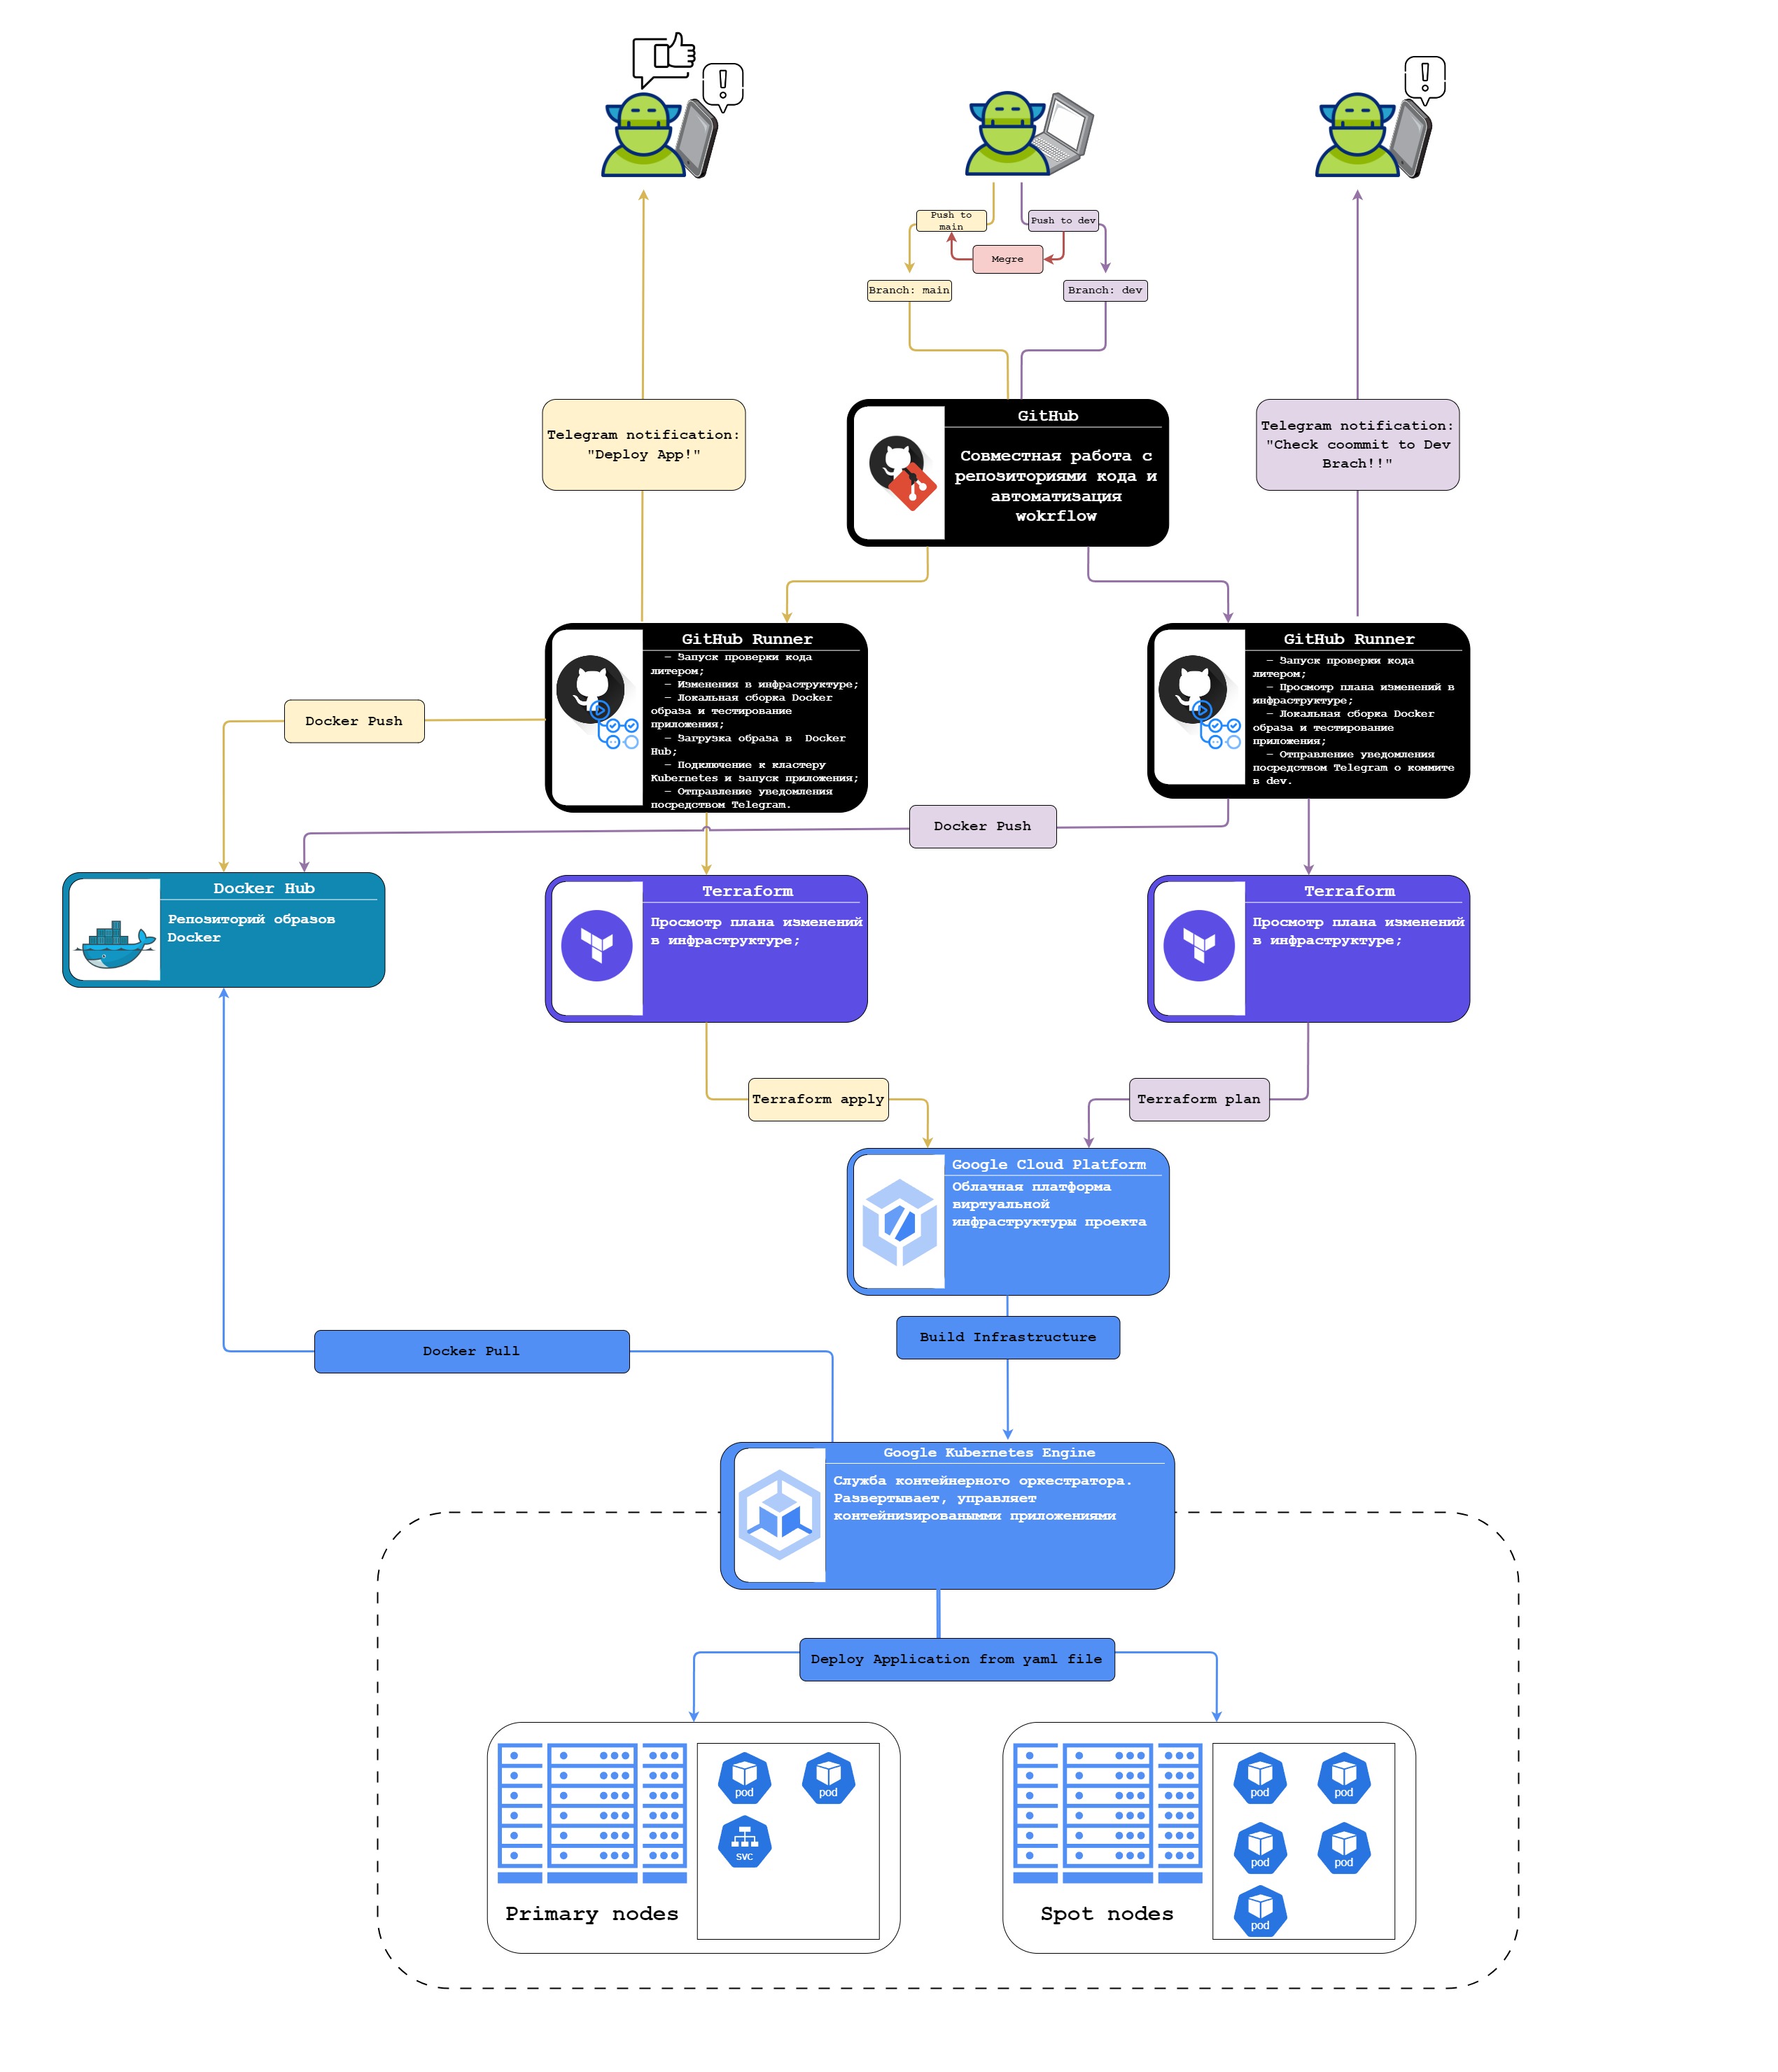 Push to
main
Push to dev
Megre
Branch: main
Branch: dev
Telegram notification:
"Deploy App!"
GitHub
Совместная работа с
репозиториями кода и
автоматизация
wokrflow
Telegram notification:
"Check coommit to Dev
Brach!!"
GitHub Runner
— Запуск проверки кода
литером;
— Изменения в инфраструктуре;
— Локальная сборка Docker
образа и тестирование
приложения;
— Загрузка образа в Docker
Hub;
— Подключение к кластеру
Kubernetes и запуск приложения;
— Отправление уведомления
посредством Telegram.
GitHub Runner
— Запуск проверки кода
литером;
— Просмотр плана изменений в
инфраструктуре;
— Локальная сборка Docker
образа и тестирование
приложения;
— Отправление уведомления
посредством Telegram о коммите
в dev.
Docker Push
Docker Push
Docker Hub
Репозиторий образов
Docker
Terraform
Просмотр плана изменений
в инфраструктуре;
Terraform
Просмотр плана изменений
в инфраструктуре;
Terraform apply
Terraform plan
Google Cloud Platform
Облачная платформа
виртуальной
инфраструктуры проекта
Build Infrastructure
Docker Pull
Google Kubernetes Engine
Служба контейнерного оркестратора.
Развертывает, управляет
контейнизироваными приложениями
Deploy Application from yaml file
pod
pod
svc
Primary nodes
pod
pod
pod
pod
pod
Spot nodes